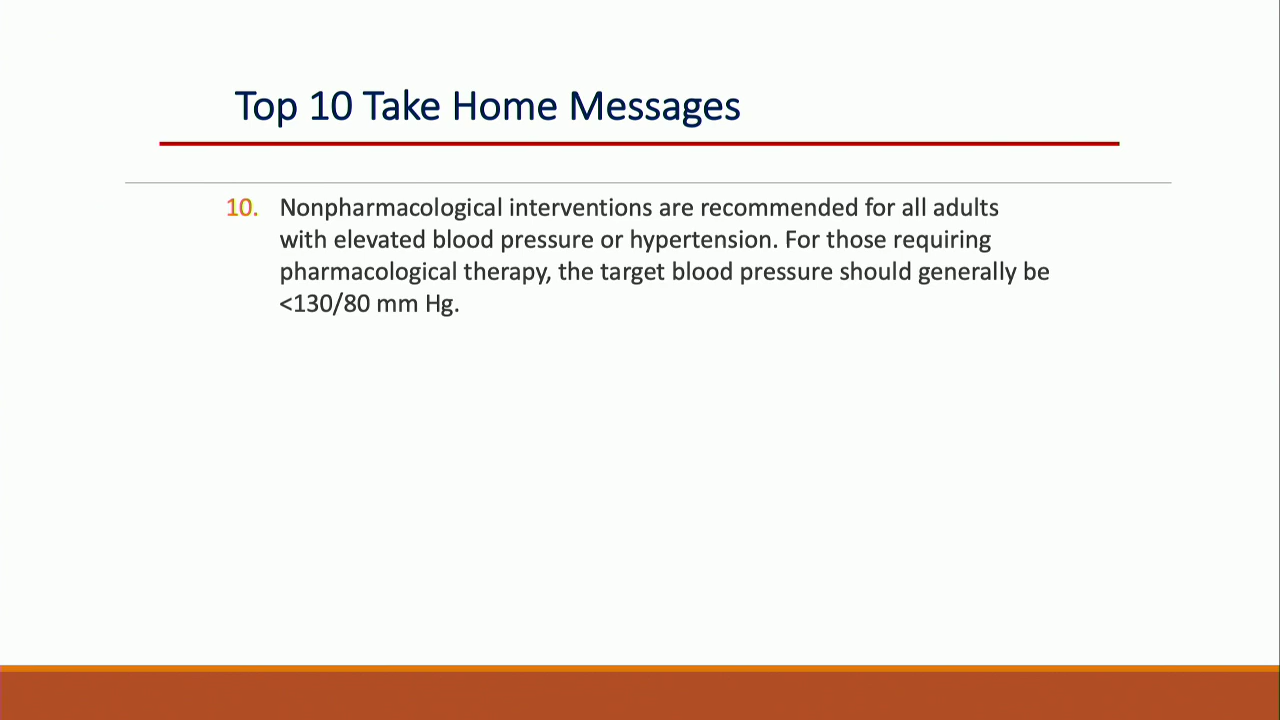 Top 10 Take Home Messages
10. Nonpharmacological interventions are recommended for all adults
with elevated blood pressure or hypertension. For those requiring
pharmacological therapy, the target blood pressure should generally be
<130/80 mm Hg.